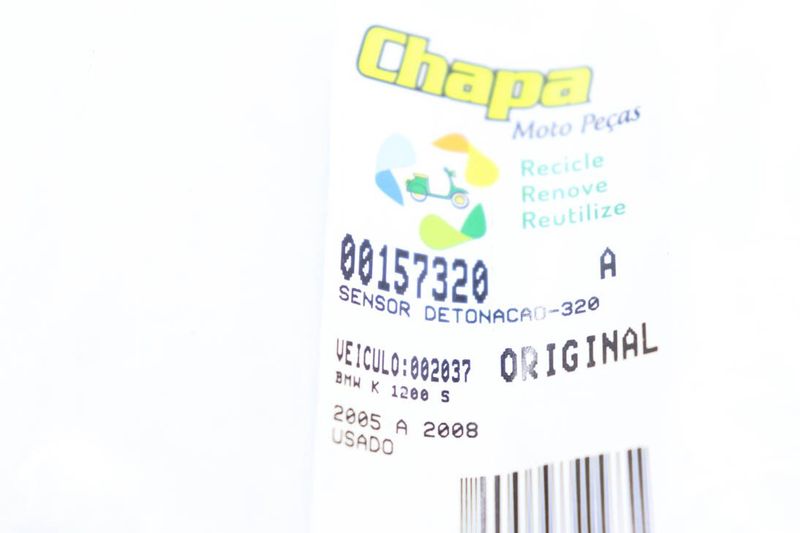 Chapa
Moto Peças
Recicle
Renove
Reutilize
00157320 A
SENSOR DETONACAO-320
VEICULO:002037 ORIGINAL
BMW K 1200 S
2005 A 2008
USADO